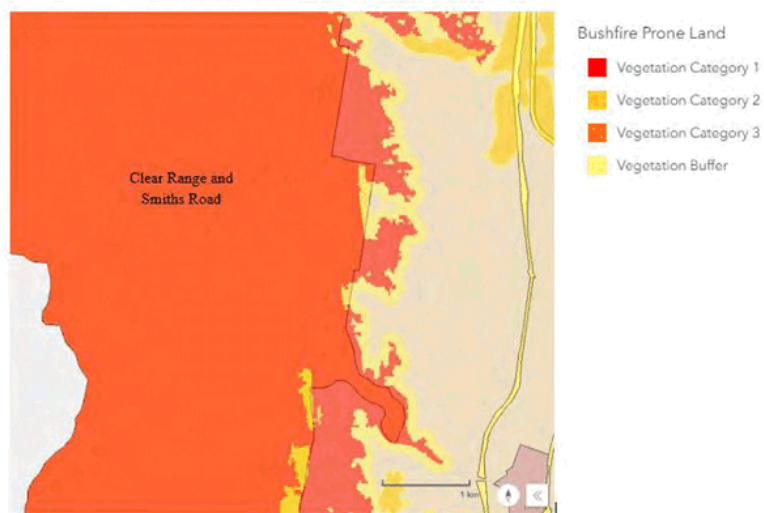 Bushfire Prone Land
Vegetation Category 1
Vegetation Category 2
Vegetation Category 3
Vegetation Buffer
Clear Range and
Smiths Road
1 km